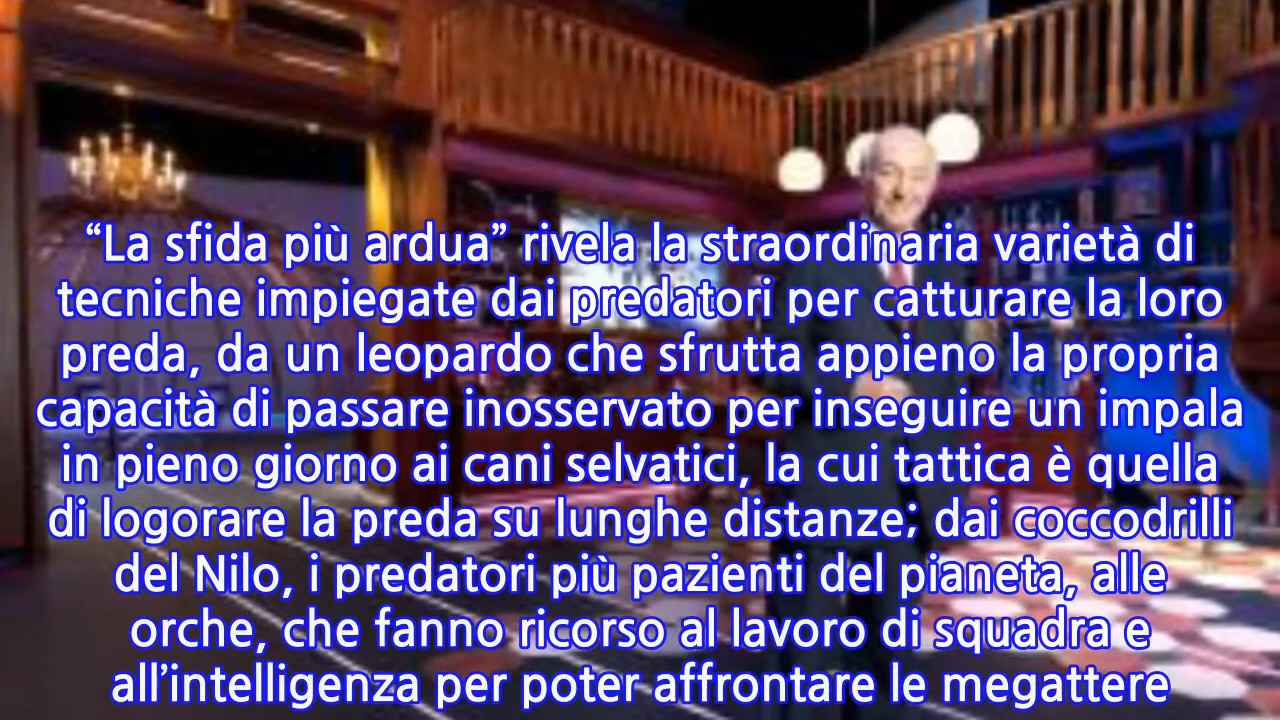 “La sfida più ardua” rivela la straordinaria varietà di
tecniche impiegate dai predatori per catturare la loro
preda, da un leopardo che sfrutta appieno la propria
capacità di passare inosservato per inseguire un impala
in pieno giorno ai cani selvatici, la cui tattica è quella
di logorare la preda su lunghe distanze; dai coccodrilli
del Nilo, i predatori più pazienti del pianeta, alle
orche, che fanno ricorso al lavoro di squadra e
all’intelligenza per poter affrontare le megattere